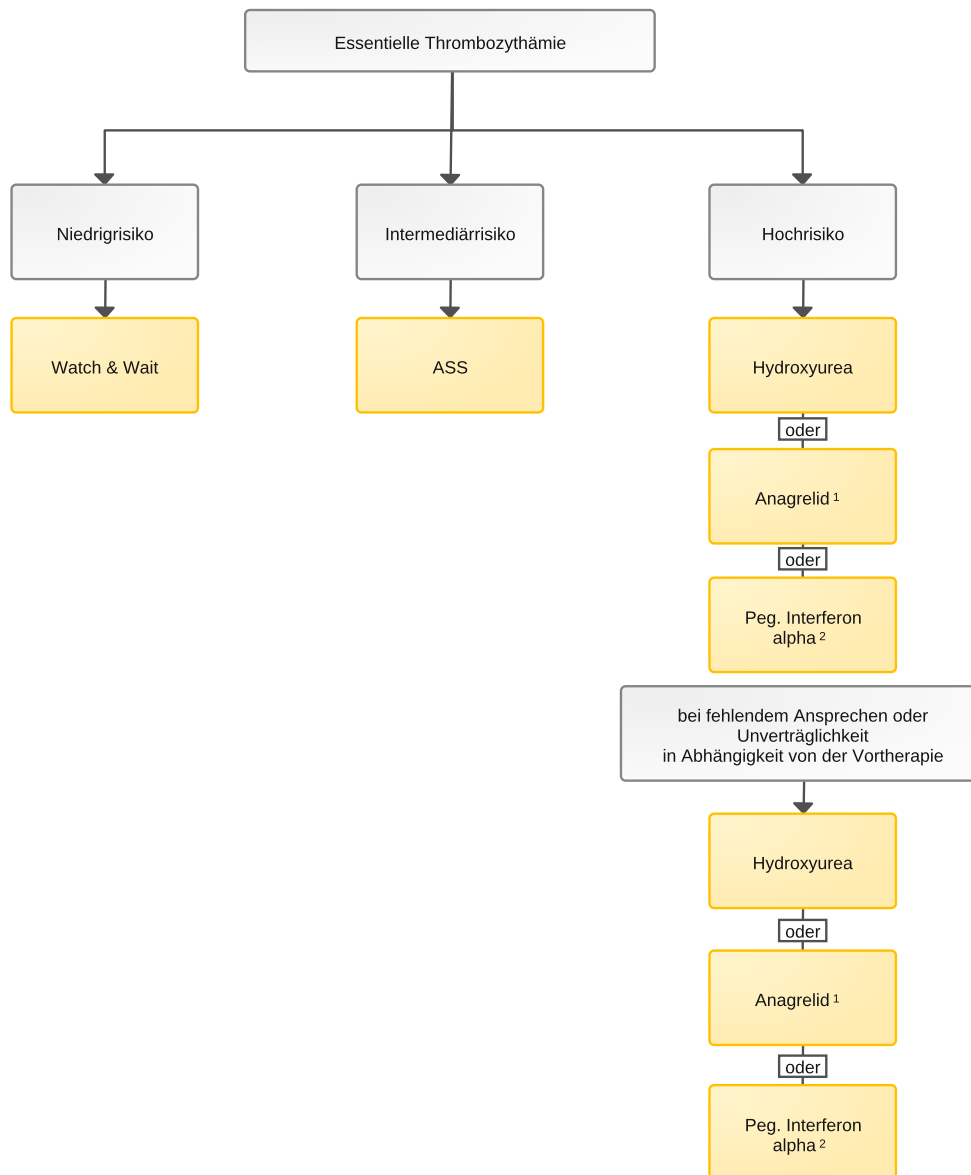 Essentielle Thrombozythämie
Niedrigrisiko
Intermediärrisiko
Hochrisiko
Watch & Wait
ASS
Hydroxyurea
oder
Anagrelid 1
oder
Peg. Interferon
alpha 2
bei fehlendem Ansprechen oder
Unverträglichkeit
in Abhängigkeit von der Vortherapie
Hydroxyurea
oder
Anagrelid 1
oder
Peg. Interferon
alpha 2